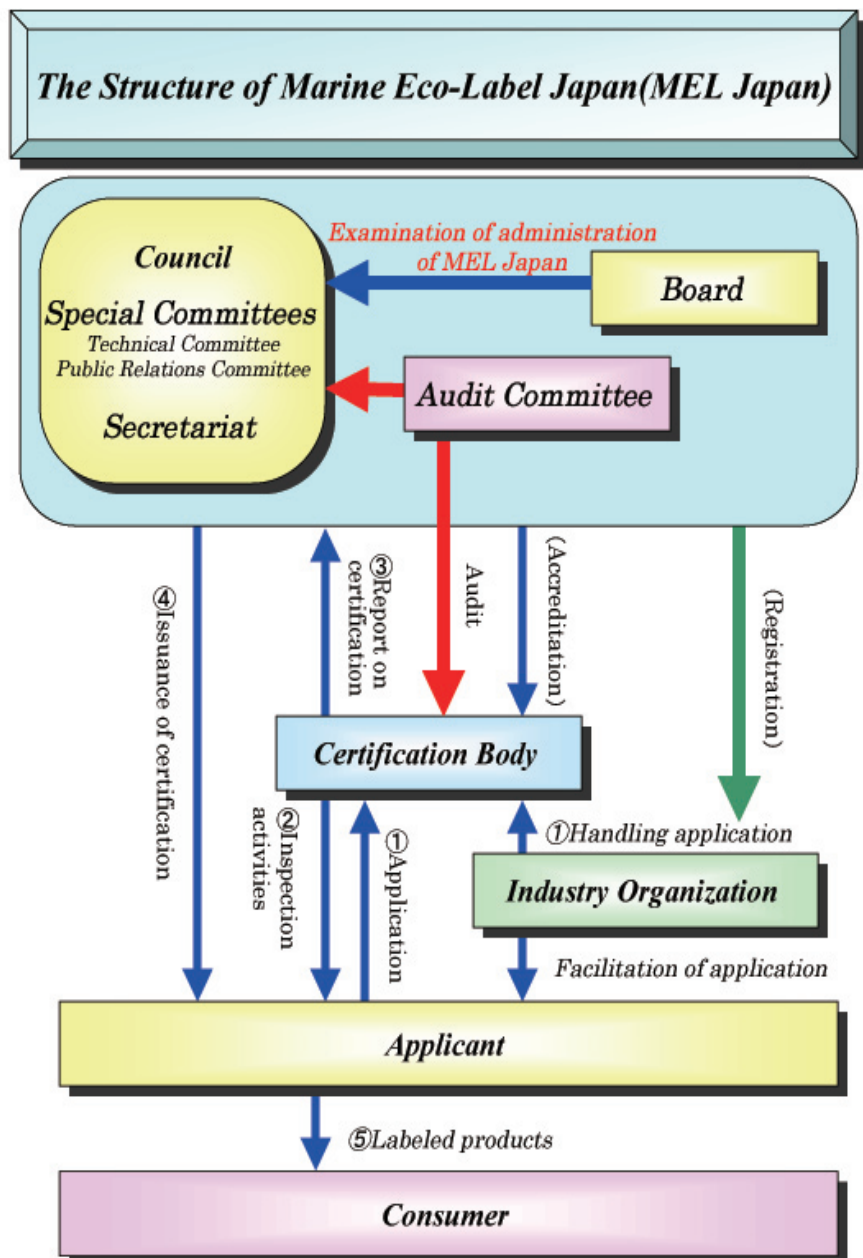 The Structure of Marine Eco-Label Japan(MEL Japan)
Council
Special Committees
Technical Committee
Public Relations Committee
Secretariat
Examination of administration
of MEL Japan
Board
Audit Committee
④Issuance of certification
③Report on
certification
Audit
(Accreditation)
(Registration)
Certification Body
②Inspection
activities
①Application
①Handling application
Industry Organization
Facilitation of application
Applicant
⑤Labeled products
Consumer